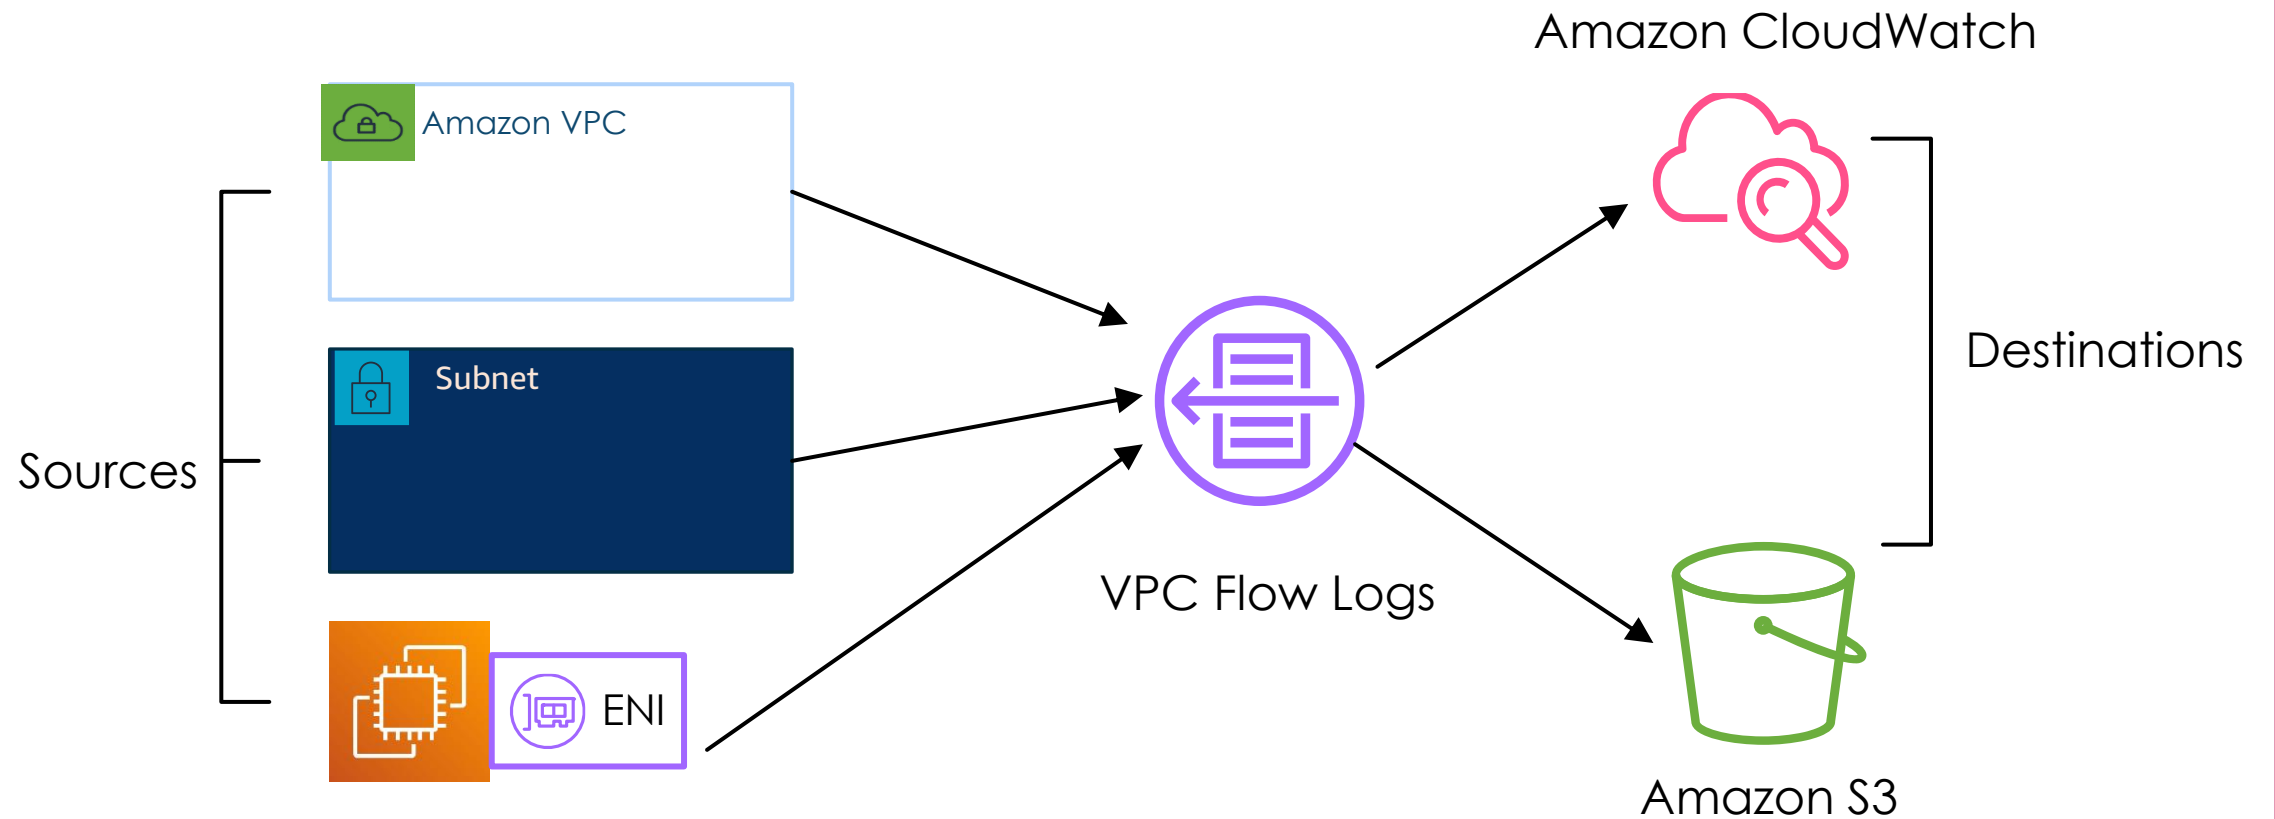 Amazon CloudWatch
Amazon VPC
Subnet
Sources
ENI
VPC Flow Logs
Destinations
Amazon S3